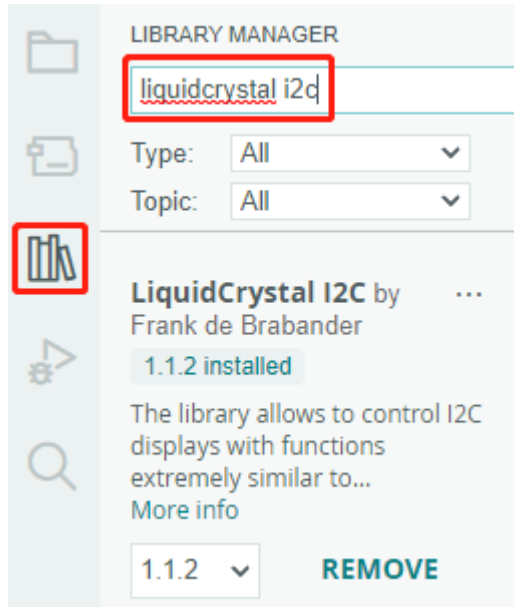 LIBRARY MANAGER
liquidcrystal i2c
Type: All
Topic: All
LiquidCrystal I2C by ...
Frank de Brabander
1.1.2 installed
The library allows to control I2C
displays with functions
extremely similar to...
More info
1.1.2 REMOVE